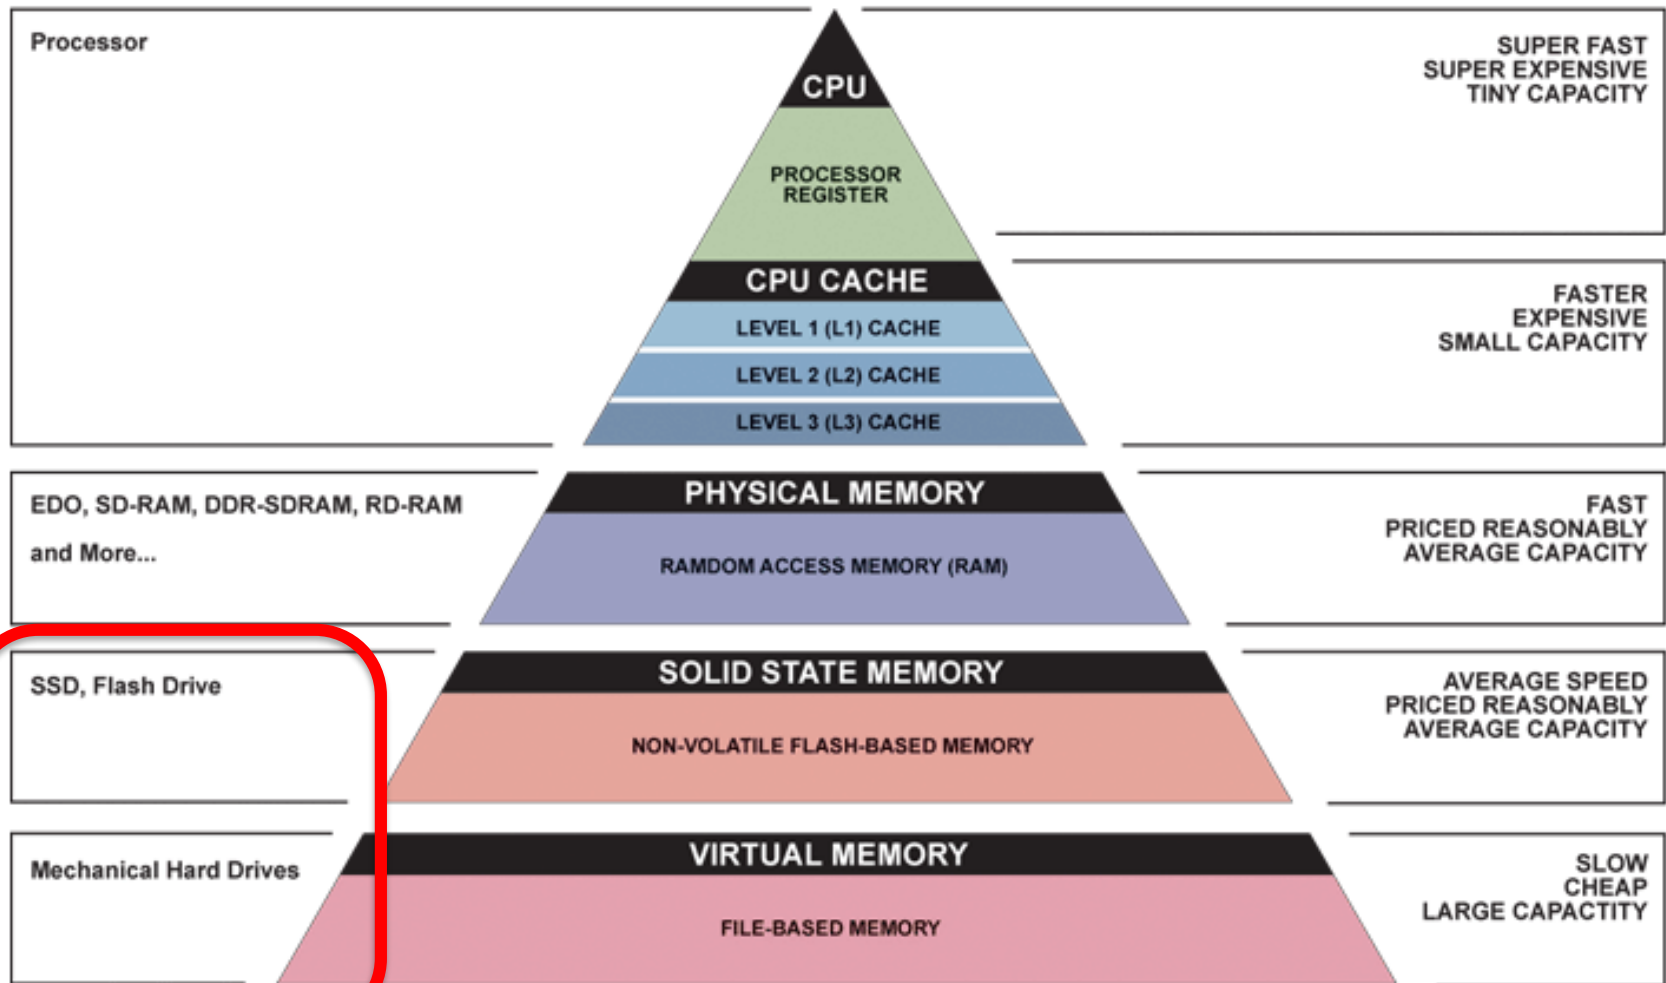 Processor
CPU
SUPER FAST
SUPER EXPENSIVE
TINY CAPACITY
PROCESSOR
REGISTER
CPU CACHE
LEVEL 1 (L1) CACHE
LEVEL 2 (L2) CACHE
LEVEL 3 (L3) CACHE
FASTER
EXPENSIVE
SMALL CAPACITY
EDO, SD-RAM, DDR-SDRAM, RD-RAM
and More...
PHYSICAL MEMORY
RAMDOM ACCESS MEMORY (RAM)
FAST
PRICED REASONABLY
AVERAGE CAPACITY
SSD, Flash Drive
SOLID STATE MEMORY
NON-VOLATILE FLASH-BASED MEMORY
AVERAGE SPEED
PRICED REASONABLY
AVERAGE CAPACITY
Mechanical Hard Drives
VIRTUAL MEMORY
FILE-BASED MEMORY
SLOW
CHEAP
LARGE CAPACTITY